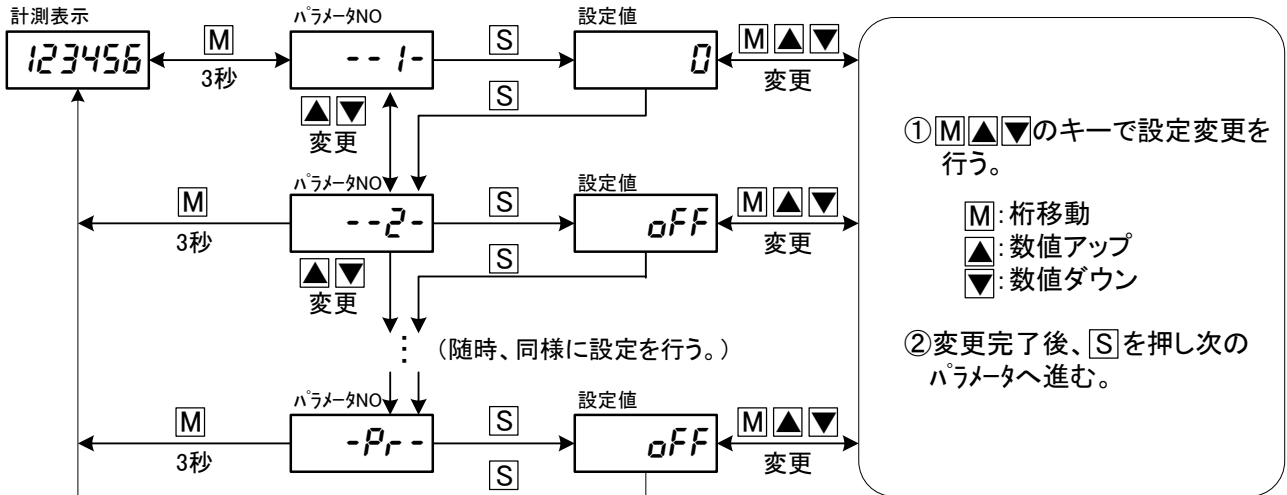 計測表示
123456
M
3秒
パラメータNO
--1-
S
設定値
0
M▲▼
変更
S
▲▼
変更
M
3秒
パラメータNO
--2-
S
設定値
oFF
M▲▼
変更
S
▲▼
変更
⋮
(随時、同様に設定を行う。)
M
3秒
パラメータNO
-Pr-
S
設定値
oFF
M▲▼
変更
S
①M▲▼のキーで設定変更を
行う。
M:桁移動
▲:数値アップ
▼:数値ダウン
②変更完了後、Sを押し次の
パラメータへ進む。